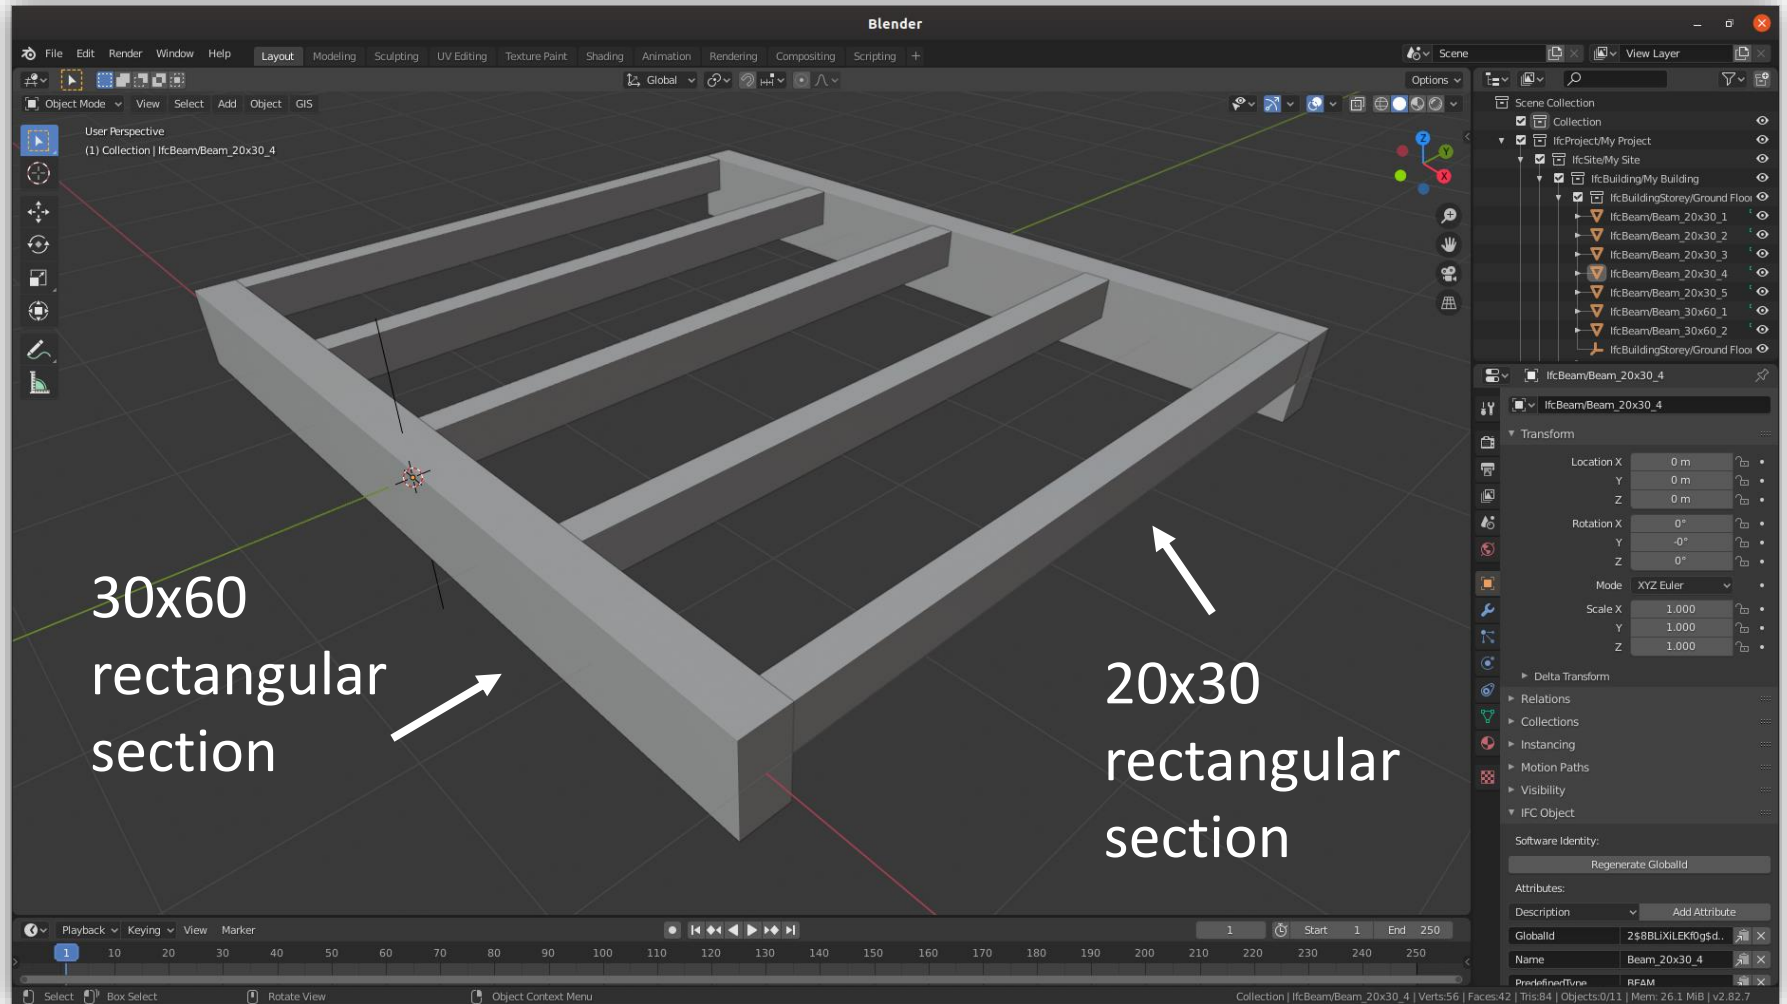 Blender
File Edit Render Window Help Layout Modeling Sculpting UV Editing Texture Paint Shading Animation Rendering Compositing Scripting +
Scene View Layer
Global
Options
Object Mode View Select Add Object GIS
User Perspective
(1) Collection | IfcBeam/Beam_20x30_4
Z
Y
X
30x60
rectangular
section
20x30
rectangular
section
Scene Collection
Collection
IfcProject/My Project
IfcSite/My Site
IfcBuilding/My Building
IfcBuildingStorey/Ground Floor
IfcBeam/Beam_20x30_1
IfcBeam/Beam_20x30_2
IfcBeam/Beam_20x30_3
IfcBeam/Beam_20x30_4
IfcBeam/Beam_20x30_5
IfcBeam/Beam_30x60_1
IfcBeam/Beam_30x60_2
IfcBuildingStorey/Ground Floor
IfcBeam/Beam_20x30_4
IfcBeam/Beam_20x30_4
Transform
Location X 0 m
Y 0 m
Z 0 m
Rotation X 0°
Y -0°
Z 0°
Mode XYZ Euler
Scale X 1.000
Y 1.000
Z 1.000
Delta Transform
Relations
Collections
Instancing
Motion Paths
Visibility
IFC Object
Software Identity:
Regenerate GlobalId
Attributes:
Description Add Attribute
GlobalId 2$8BLiXiLEKf0g$d..
Name Beam_20x30_4
PredefinedType BEAM
Playback Keying View Marker
1 Start 1 End 250
1 10 20 30 40 50 60 70 80 90 100 110 120 130 140 150 160 170 180 190 200 210 220 230 240 250
Select Box Select Rotate View Object Context Menu
Collection | IfcBeam/Beam_20x30_4 | Verts:56 | Faces:42 | Tris:84 | Objects:0/11 | Mem: 26.1 MiB | v2.82.7